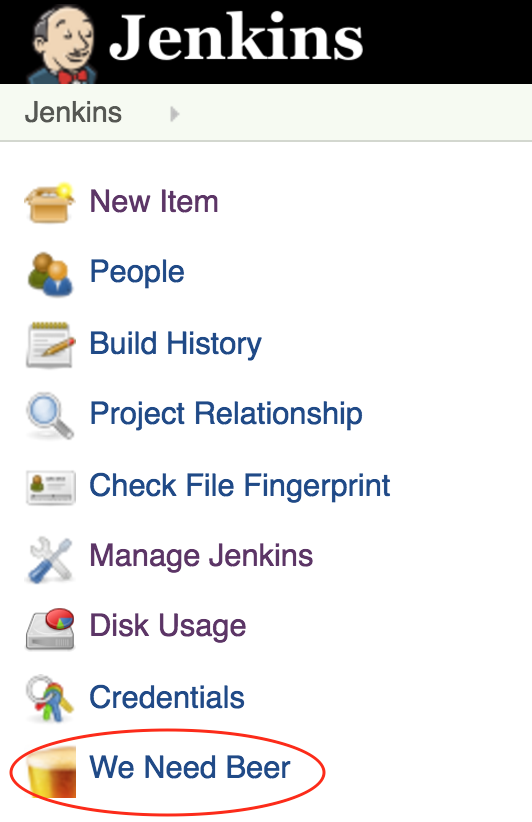 Jenkins
Jenkins
New Item
People
Build History
Project Relationship
Check File Fingerprint
Manage Jenkins
Disk Usage
Credentials
We Need Beer